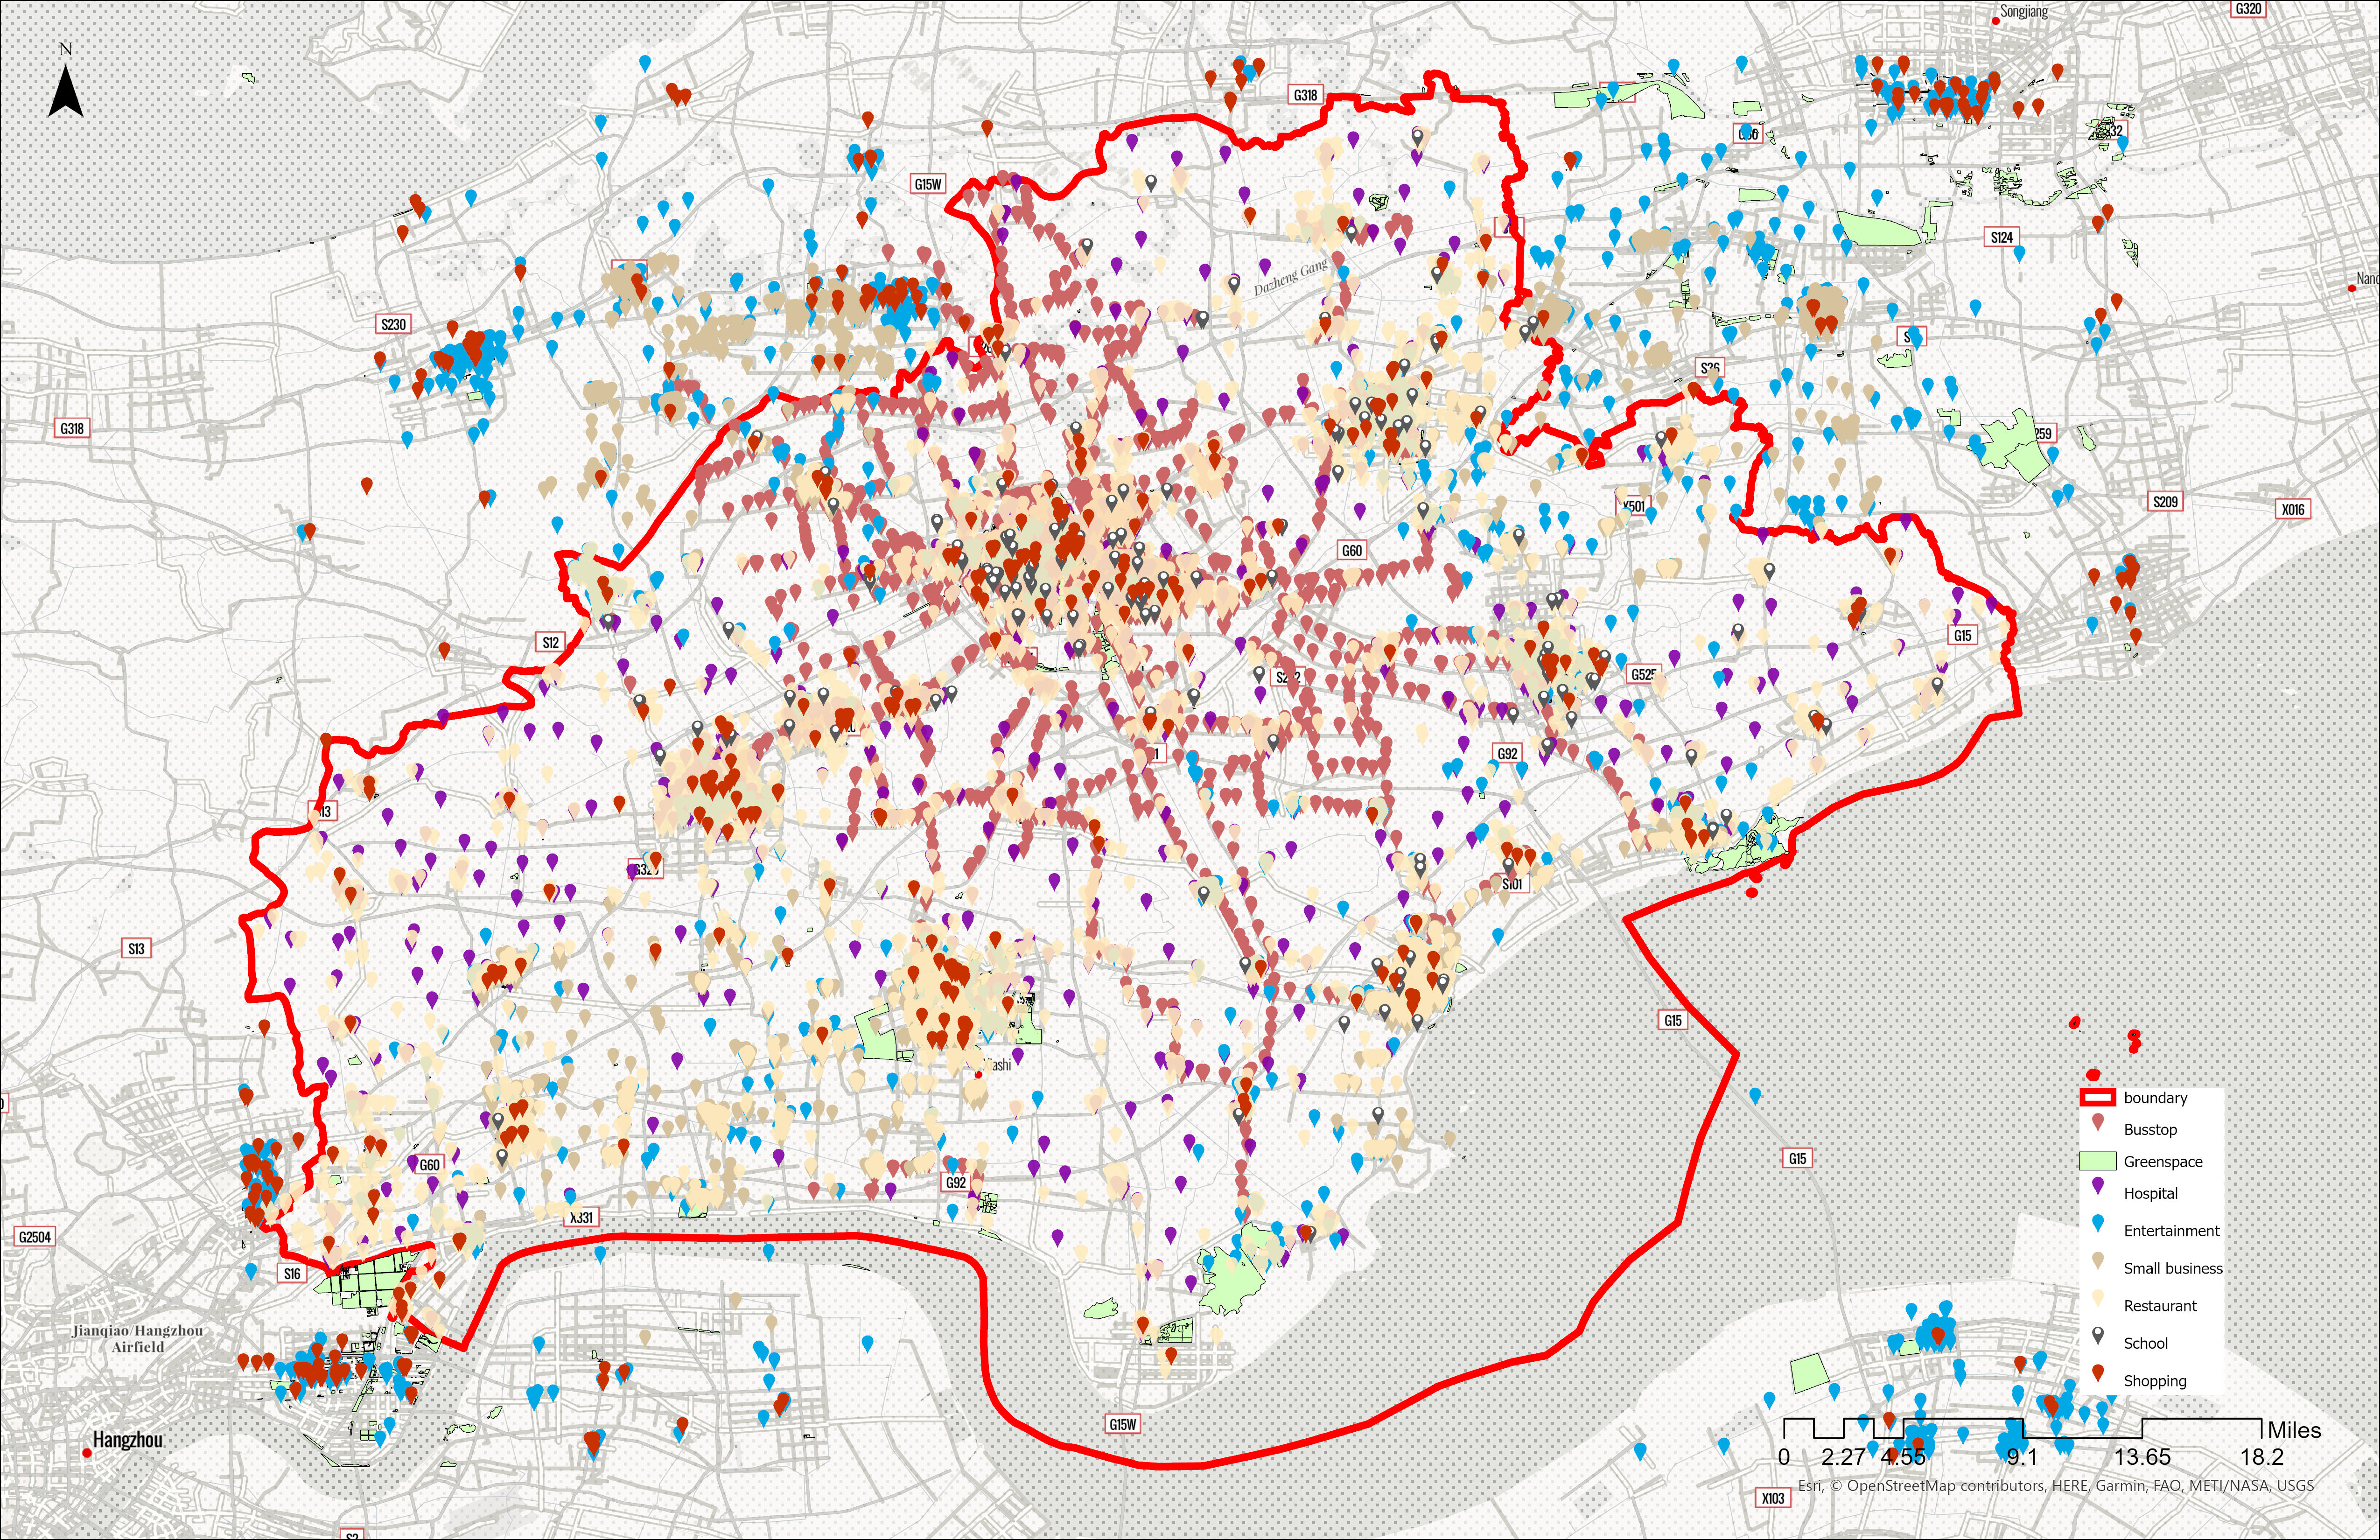 Songjiang
G320
N
G318
G15W
S124
Dazheng Gang
S230
S36
G318
259
S209
X016
X501
G60
S12
G15
G525
G92
S101
S13
G15
Xiashi
boundary
Busstop
G15
Greenspace
G60
G92
Hospital
X331
Entertainment
G2504
Small business
S16
Restaurant
Jianqiao/Hangzhou
Airfield
School
Shopping
G15W
Hangzhou
Miles
0 2.27 4.55 9.1 13.65 18.2
Esri, © OpenStreetMap contributors, HERE, Garmin, FAO, METI/NASA, USGS
X103